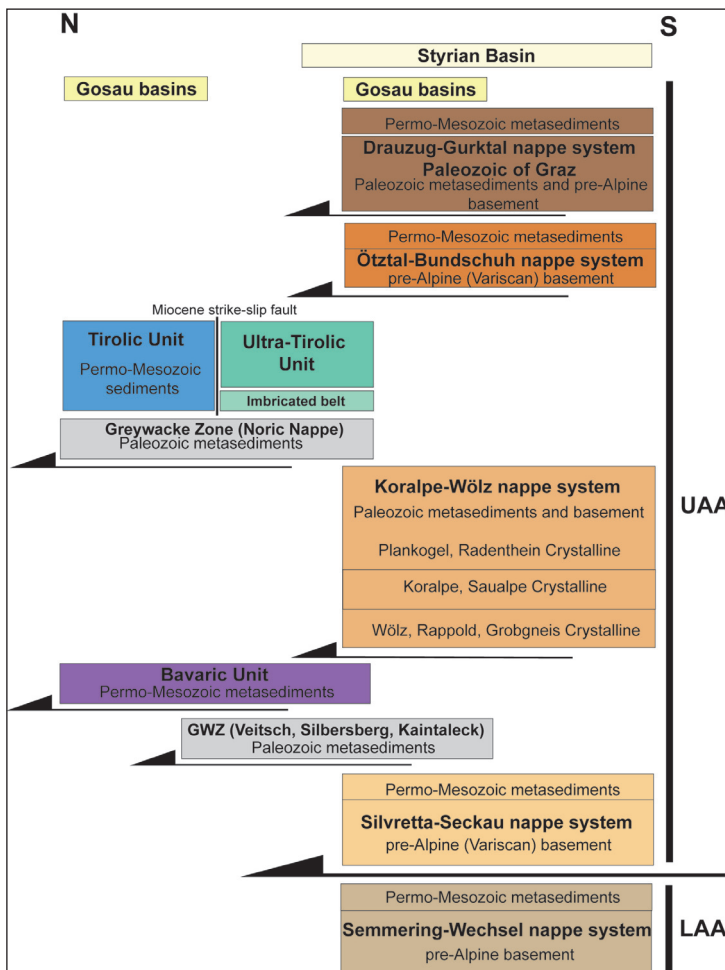 N
S
Styrian Basin
Gosau basins
Gosau basins
Permo-Mesozoic metasediments
Drauzug-Gurktal nappe system
Paleozoic of Graz
Paleozoic metasediments and pre-Alpine
basement
Permo-Mesozoic metasediments
Ötztal-Bundschuh nappe system
pre-Alpine (Variscan) basement
Miocene strike-slip fault
Tirolic Unit
Permo-Mesozoic
sediments
Ultra-Tirolic
Unit
Imbricated belt
Greywacke Zone (Noric Nappe)
Paleozoic metasediments
Koralpe-Wölz nappe system
Paleozoic metasediments and basement
Plankogel, Radenthein Crystalline
Koralpe, Saualpe Crystalline
Wölz, Rappold, Grobgneis Crystalline
UAA
Bavaric Unit
Permo-Mesozoic metasediments
GWZ (Veitsch, Silbersberg, Kaintaleck)
Paleozoic metasediments
Permo-Mesozoic metasediments
Silvretta-Seckau nappe system
pre-Alpine (Variscan) basement
Permo-Mesozoic metasediments
Semmering-Wechsel nappe system
pre-Alpine basement
LAA